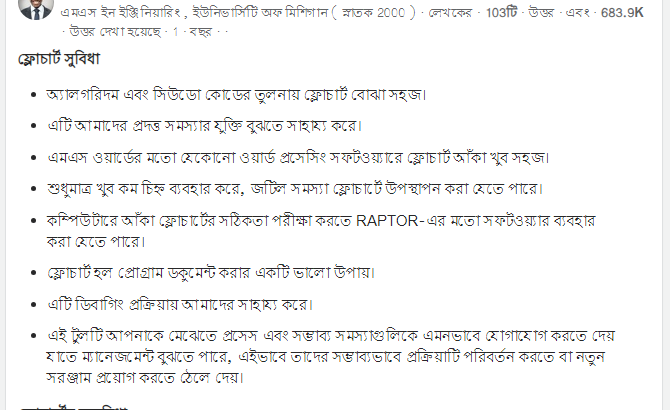 এমএস ইন ইঞ্জিনিয়ারিং , ইউনিভার্সিটি অফ মিশিগান ( স্নাতক 2000 ) · লেখকের · 103টি · উত্তর · এবং · 683.9K
· উত্তর দেখা হয়েছে · 1 · বছর · ·
ফ্লোচার্ট সুবিধা
• অ্যালগরিদম এবং সিউডো কোডের তুলনায় ফ্লোচার্ট বোঝা সহজ।
• এটি আমাদের প্রদত্ত সমস্যার যুক্তি বুঝতে সাহায্য করে।
• এমএস ওয়ার্ডের মতো যেকোনো ওয়ার্ড প্রসেসিং সফটওয়্যারে ফ্লোচার্ট আঁকা খুব সহজ।
• শুধুমাত্র খুব কম চিহ্ন ব্যবহার করে, জটিল সমস্যা ফ্লোচার্টে উপস্থাপন করা যেতে পারে।
• কম্পিউটারে আঁকা ফ্লোচার্টের সঠিকতা পরীক্ষা করতে RAPTOR-এর মতো সফটওয়্যার ব্যবহার
করা যেতে পারে।
• ফ্লোচার্ট হল প্রোগ্রাম ডকুমেন্ট করার একটি ভালো উপায়।
• এটি ডিবাগিং প্রক্রিয়ায় আমাদের সাহায্য করে।
• এই টুলটি আপনাকে মেঝেতে প্রসেস এবং সম্ভাব্য সমস্যাগুলিকে এমনভাবে যোগাযোগ করতে দেয়
যাতে ম্যানেজমেন্ট বুঝতে পারে, এইভাবে তাদের সম্ভাব্যভাবে প্রক্রিয়াটি পরিবর্তন করতে বা নতুন
সরঞ্জাম প্রয়োগ করতে ঠেলে দেয়।